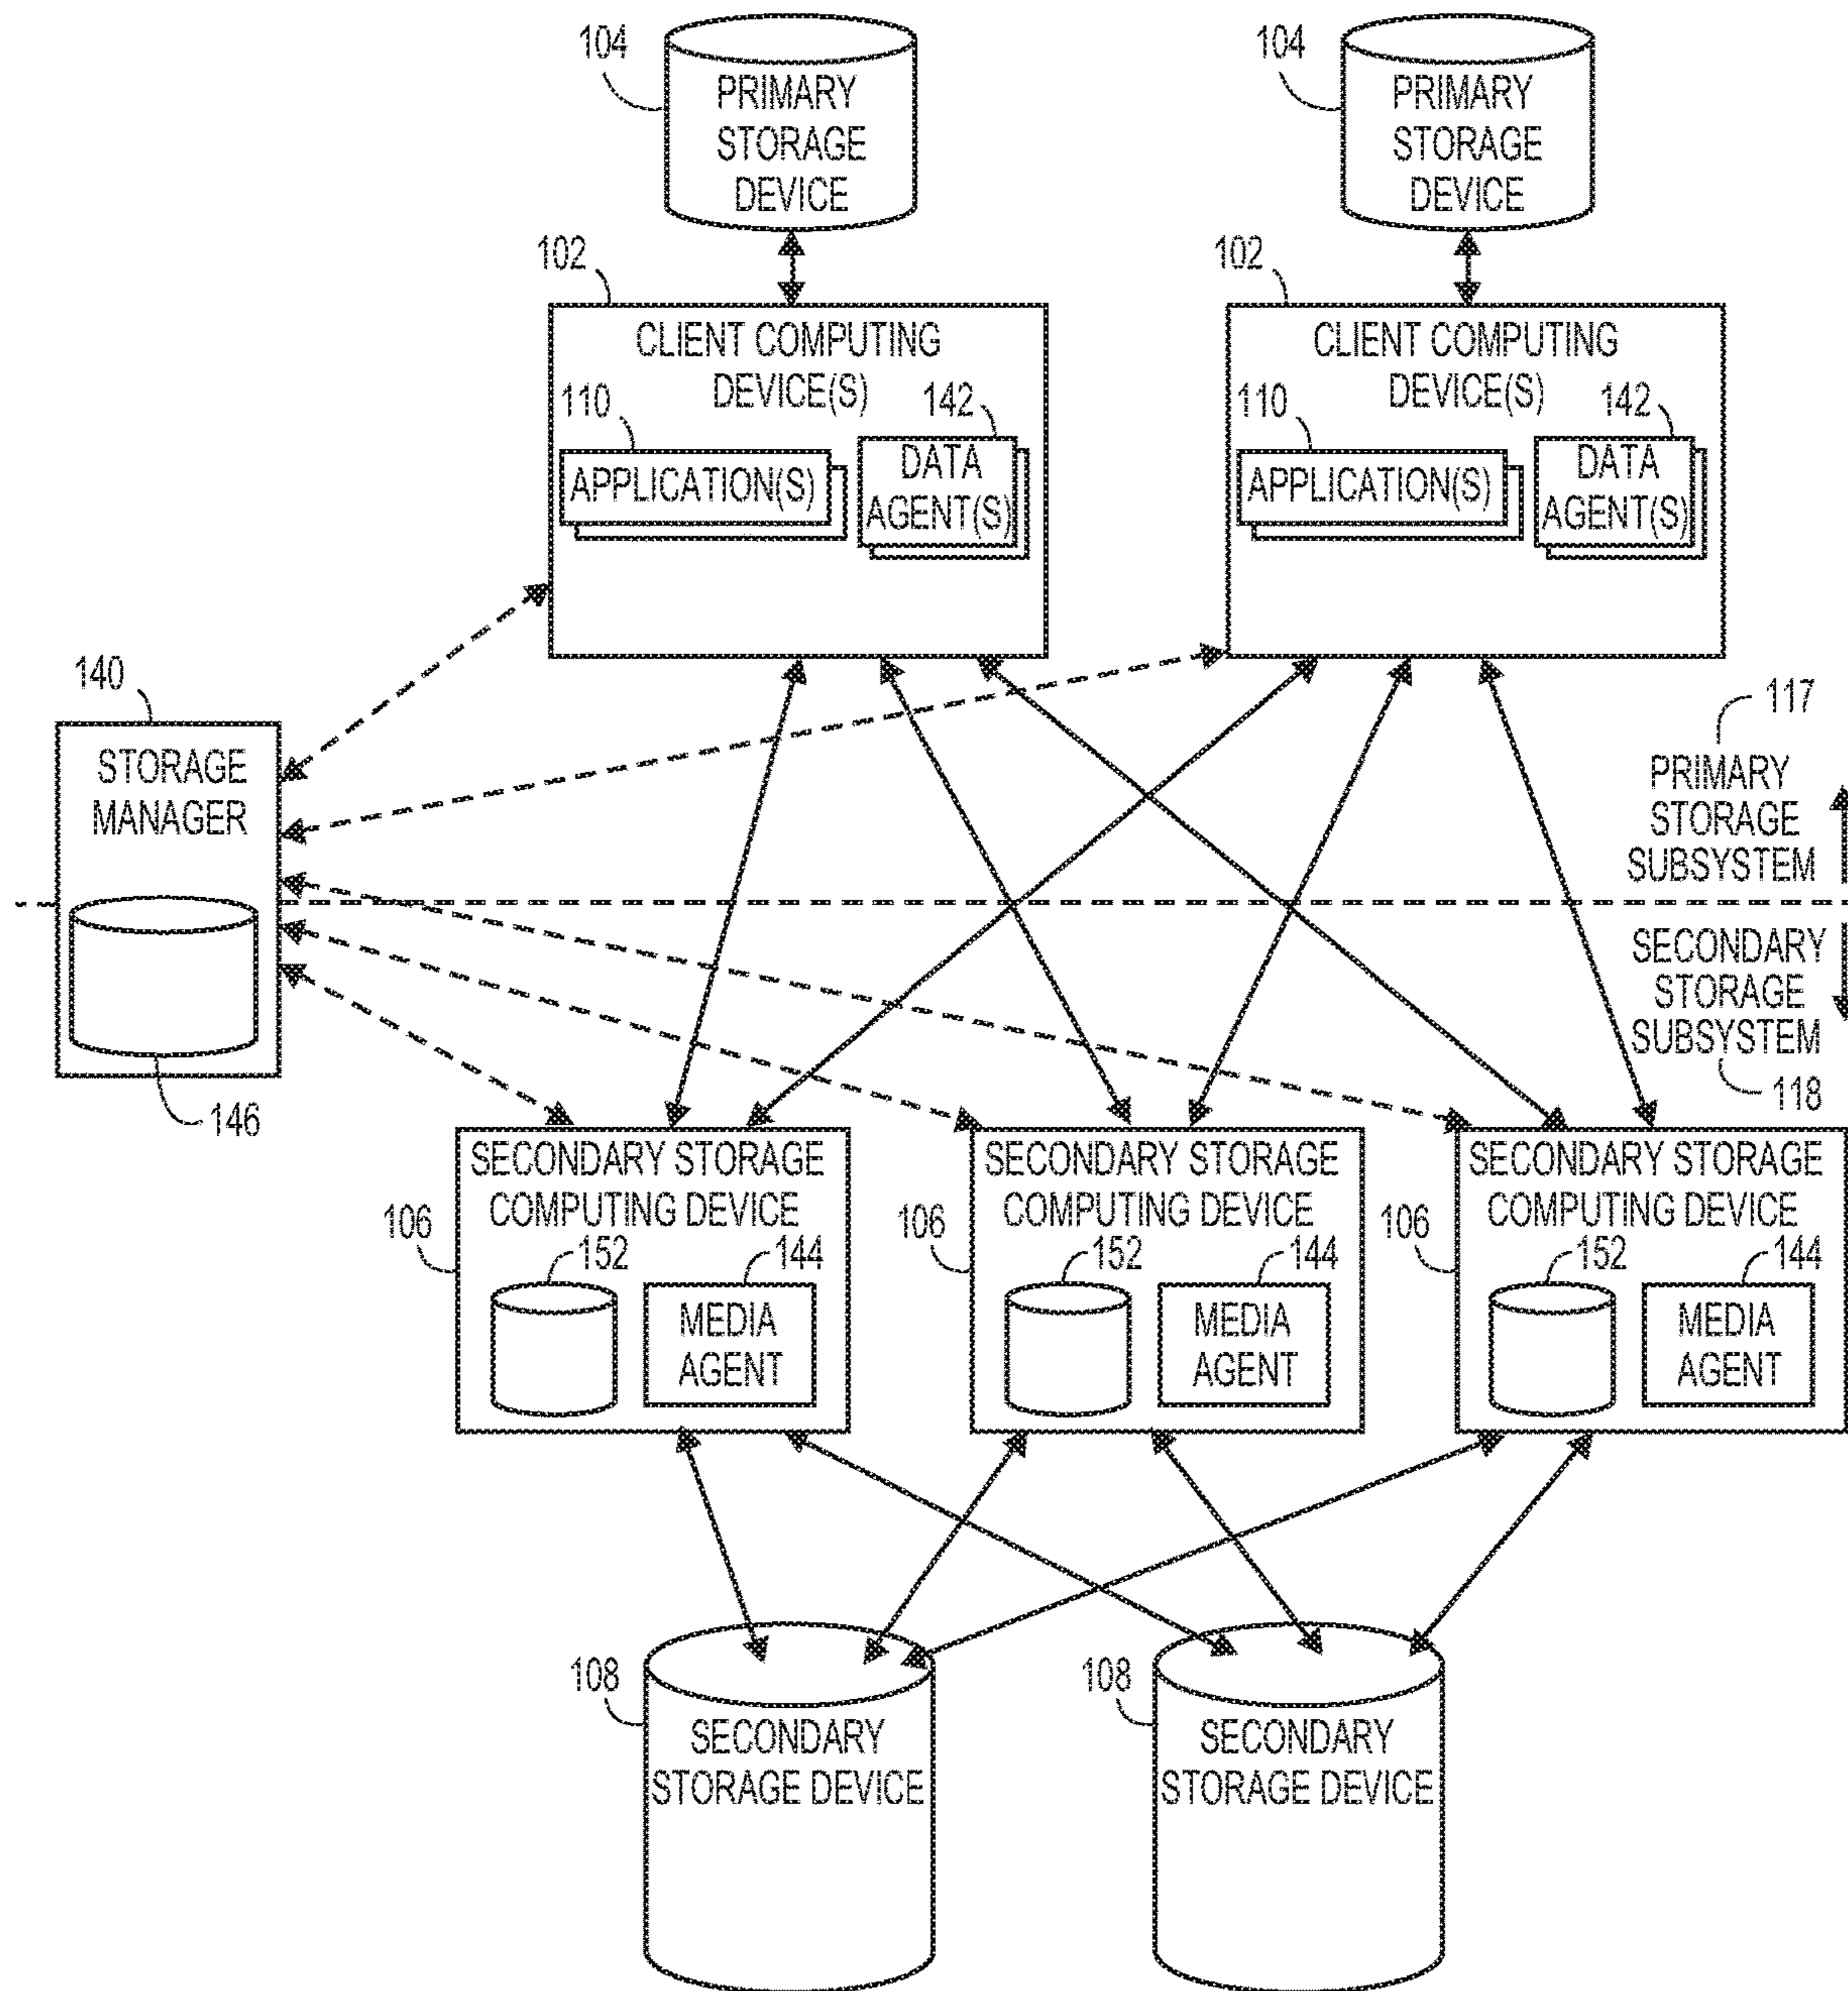 104
PRIMARY
STORAGE
DEVICE
104
PRIMARY
STORAGE
DEVICE
102
CLIENT COMPUTING
DEVICE(S)
110
142
APPLICATION(S)
DATA
AGENT(S)
102
CLIENT COMPUTING
DEVICE(S)
110
142
APPLICATION(S)
DATA
AGENT(S)
140
STORAGE
MANAGER
146
117
PRIMARY
STORAGE
SUBSYSTEM
SECONDARY
STORAGE
SUBSYSTEM
118
SECONDARY STORAGE
COMPUTING DEVICE
106
152
144
MEDIA
AGENT
SECONDARY STORAGE
COMPUTING DEVICE
106
152
144
MEDIA
AGENT
SECONDARY STORAGE
COMPUTING DEVICE
106
152
144
MEDIA
AGENT
108
SECONDARY
STORAGE DEVICE
108
SECONDARY
STORAGE DEVICE